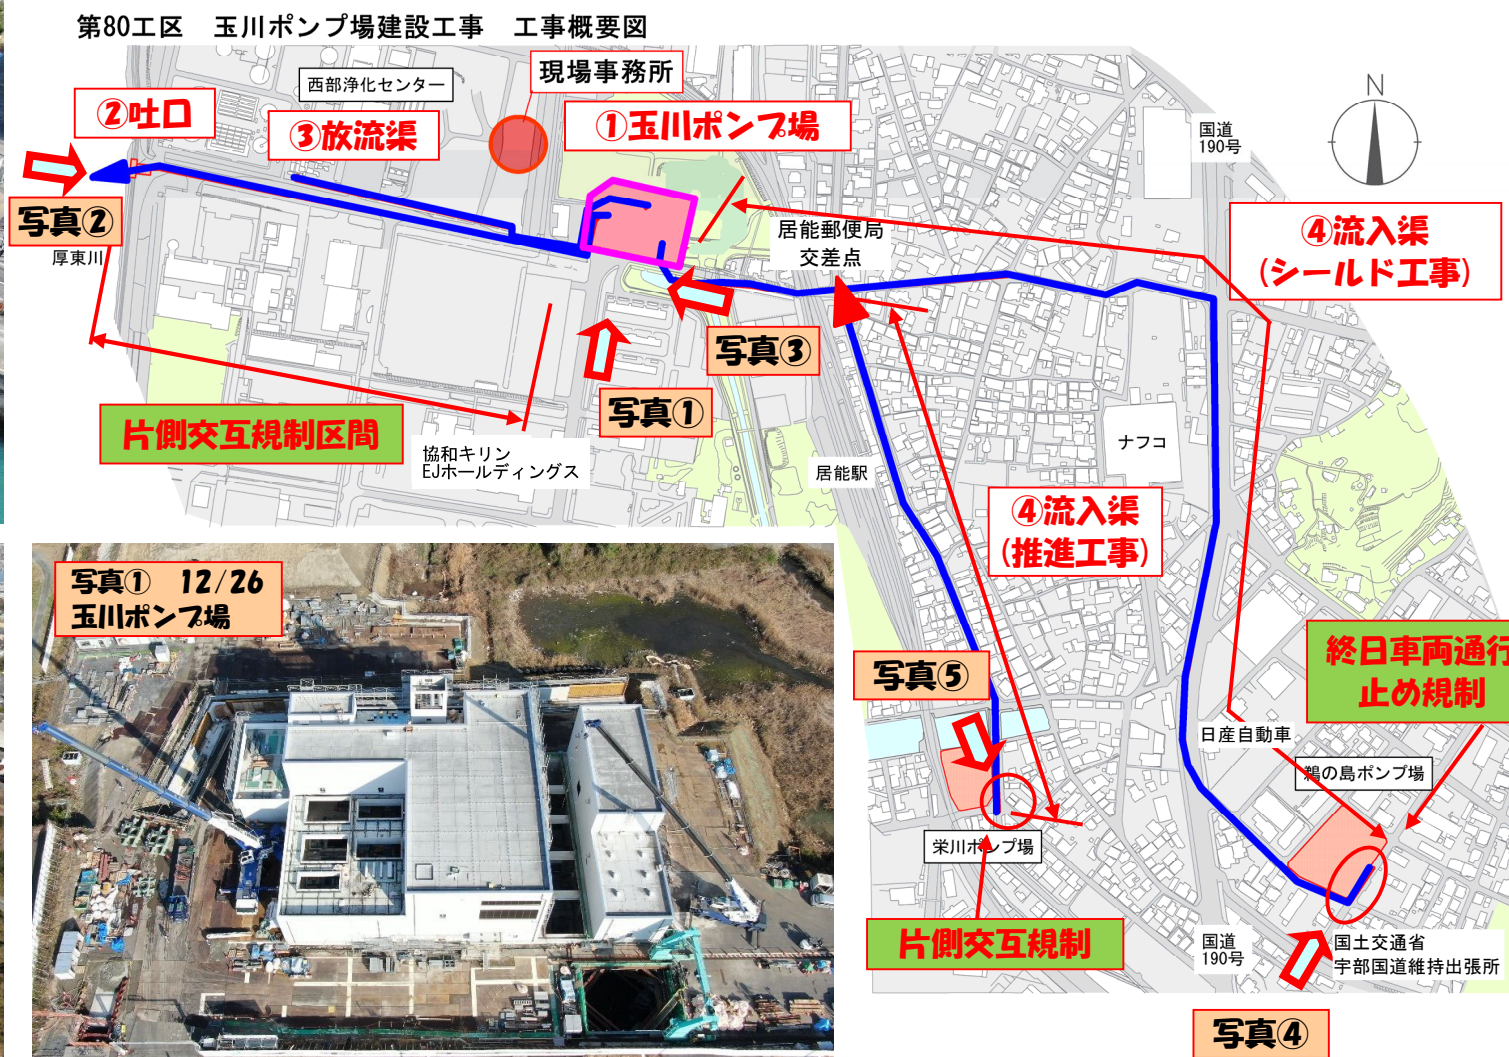 第80工区　玉川ポンプ場建設工事　工事概要図
現場事務所
西部浄化センター
②吐口
③放流渠
①玉川ポンプ場
国道
190号
N
写真②
厚東川
居能郵便局
交差点
④流入渠
(シールド工事)
写真③
写真①
片側交互規制区間
協和キリン
EJホールディングス
居能駅
ナフコ
④流入渠
(推進工事)
写真①　12/26
玉川ポンプ場
写真⑤
終日車両通行
止め規制
日産自動車
鵜の島ポンプ場
栄川ポンプ場
片側交互規制
国道
190号
国土交通省
宇部国道維持出張所
写真④